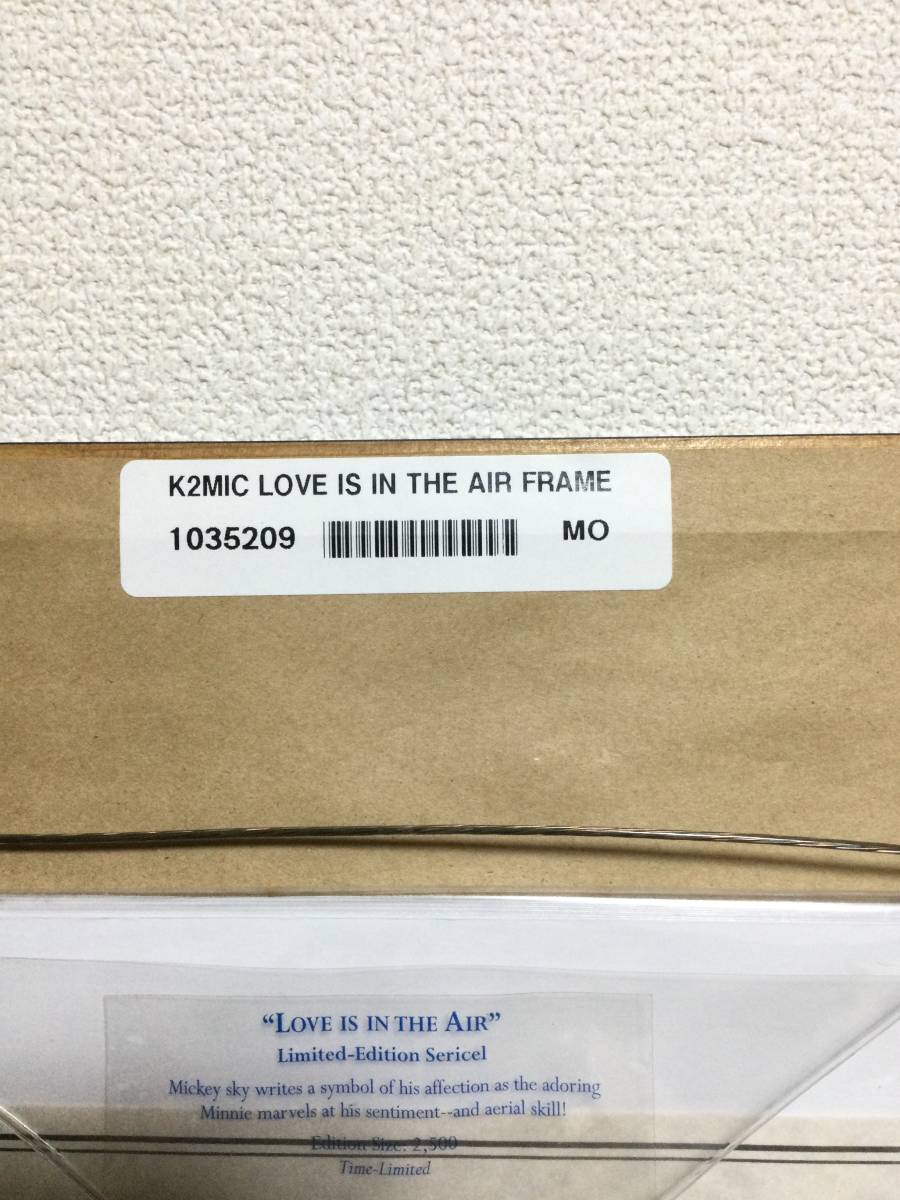 K2MIC LOVE IS IN THE AIR FRAME
1035209 MO
“LOVE IS IN THE AIR”
Limited-Edition Sericel
Mickey sky writes a symbol of his affection as the adoring
Minnie marvels at his sentiment--and aerial skill!
Edition Size: 2,500
Time-Limited